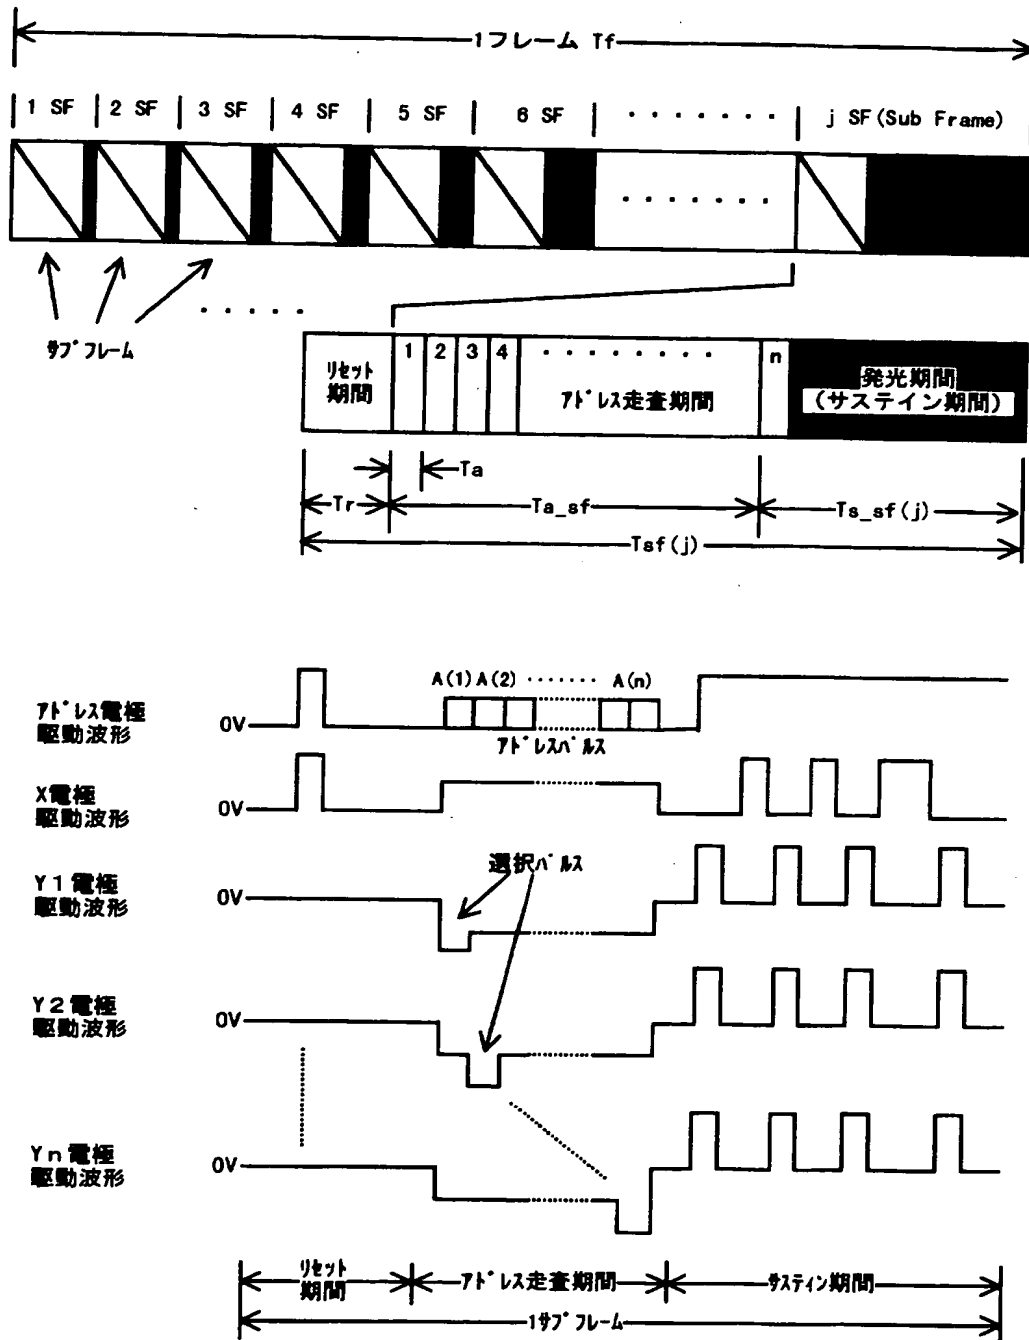 1フレーム Tf
1 SF 2 SF 3 SF 4 SF 5 SF 6 SF ・・・・・・・ j SF(Sub Frame)
・・・・・・・
・・・・・
サブフレーム
リセット
期間
1 2 3 4 ・・・・・・・・ n
アドレス走査期間
発光期間
(サステイン期間)
Ta
Tr Ta_sf Ts_sf(j)
Tsf(j)
A(1) A(2) ・・・・・・・ A(n)
アドレス電極
駆動波形
0V
アドレスパルス
X電極
駆動波形
0V
選択パルス
Y1電極
駆動波形
0V
Y2電極
駆動波形
0V
Yn電極
駆動波形
0V
リセット
期間
アドレス走査期間
サスティン期間
1サブフレーム